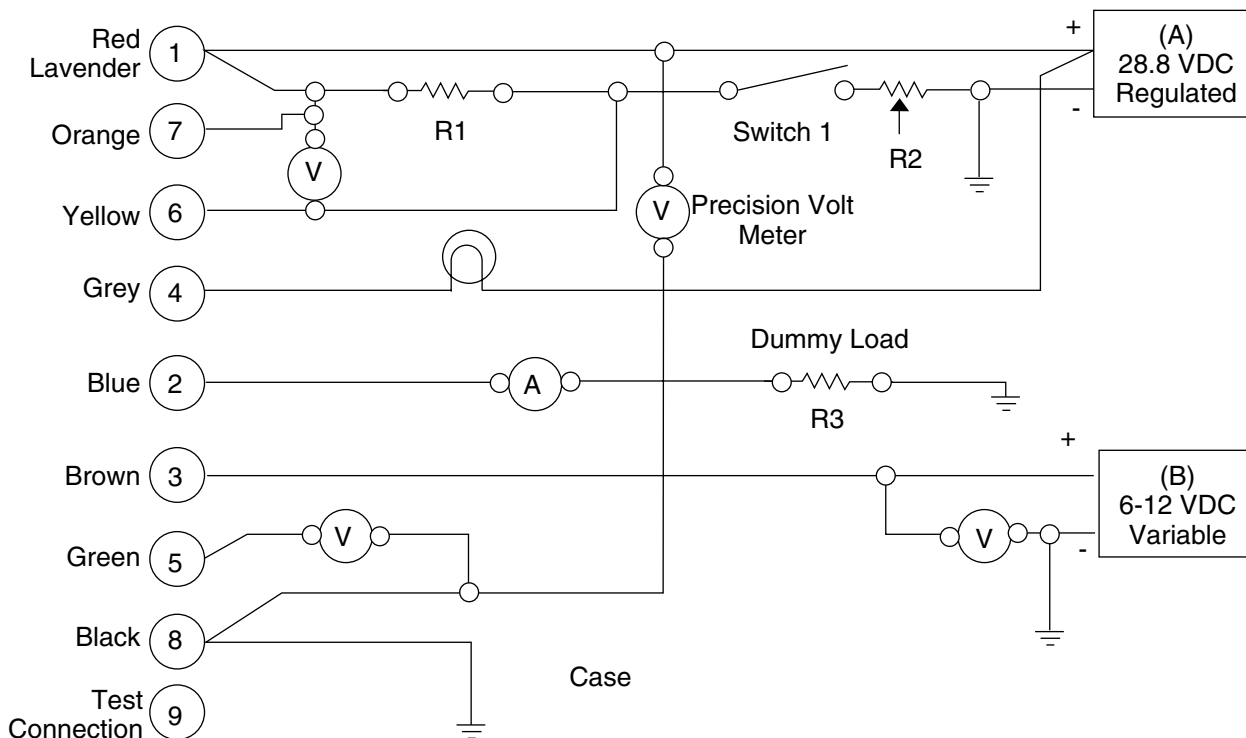 Red
Lavender
1
+
(A)
28.8 VDC
Regulated
-
R1
Switch 1
R2
Orange
7
V
Yellow
6
V
Precision Volt
Meter
Grey
4
Dummy Load
Blue
2
A
R3
Brown
3
+
(B)
6-12 VDC
Variable
-
Green
5
V
V
Black
8
Case
Test
Connection
9